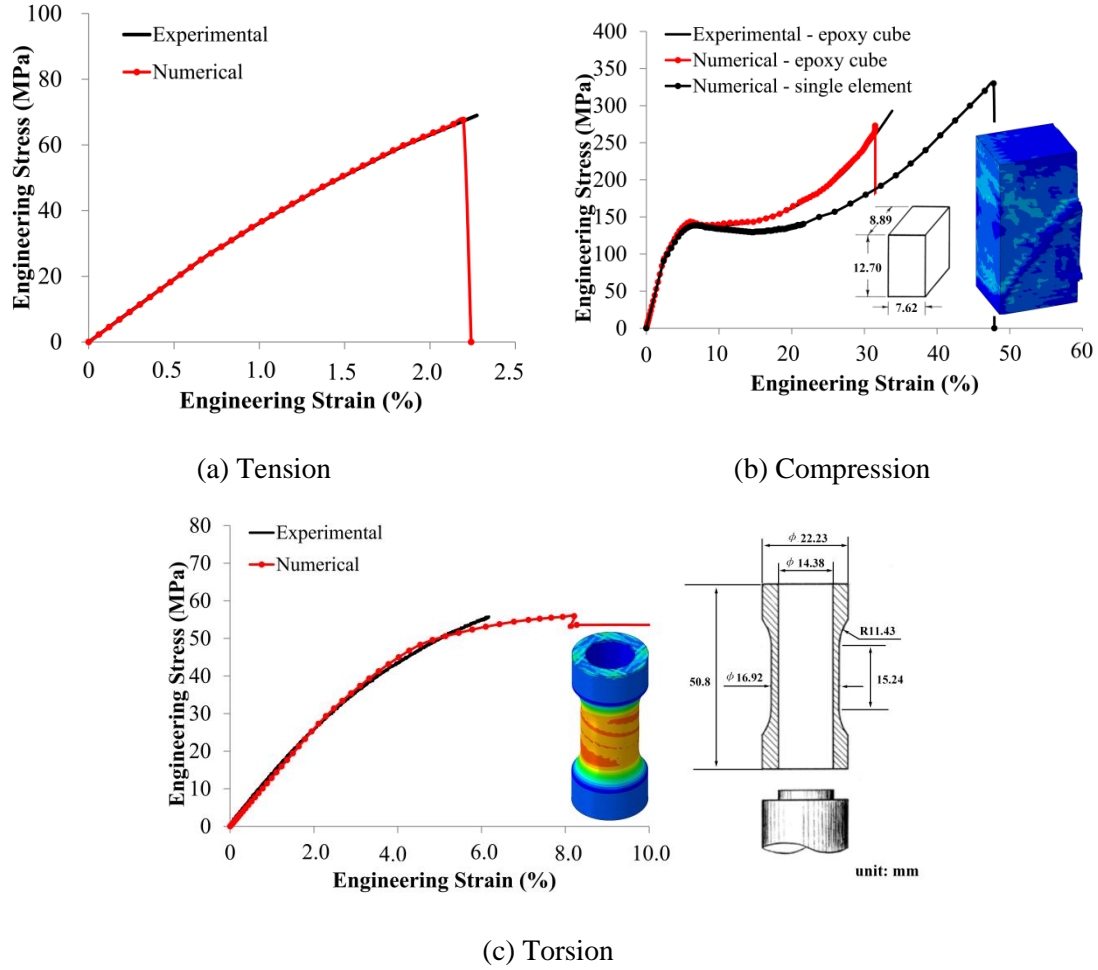 Engineering Stress (MPa)
100
80
60
40
20
0
Experimental
Numerical
0
0.5
1.0
1.5
2.0
2.5
Engineering Strain (%)
(a) Tension
Engineering Stress (MPa)
400
350
300
250
200
150
100
50
0
Experimental - epoxy cube
Numerical - epoxy cube
Numerical - single element
8.89
12.70
7.62
0
10
20
30
40
50
60
Engineering Strain (%)
(b) Compression
Engineering Stress (MPa)
80
70
60
50
40
30
20
10
0
Experimental
Numerical
0
2.0
4.0
6.0
8.0
10.0
Engineering Strain (%)
ϕ 22.23
ϕ 14.38
R11.43
50.8
ϕ 16.92
15.24
unit: mm
(c) Torsion